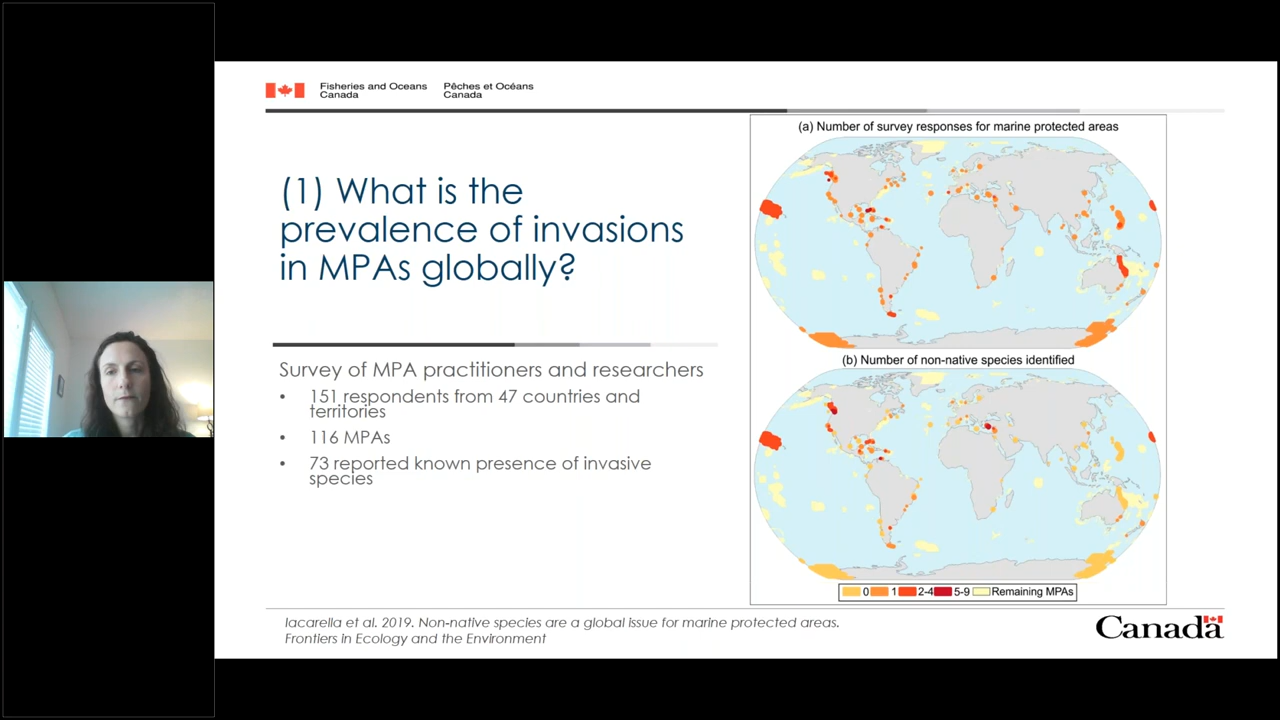 Fisheries and Oceans
Canada
Pêches et Océans
Canada
(1) What is the
prevalence of invasions
in MPAs globally?
Survey of MPA practitioners and researchers
• 151 respondents from 47 countries and
territories
• 116 MPAs
• 73 reported known presence of invasive
species
(a) Number of survey responses for marine protected areas
(b) Number of non-native species identified
0 1 2-4 5-9 Remaining MPAs
Iacarella et al. 2019. Non-native species are a global issue for marine protected areas.
Frontiers in Ecology and the Environment
Canada